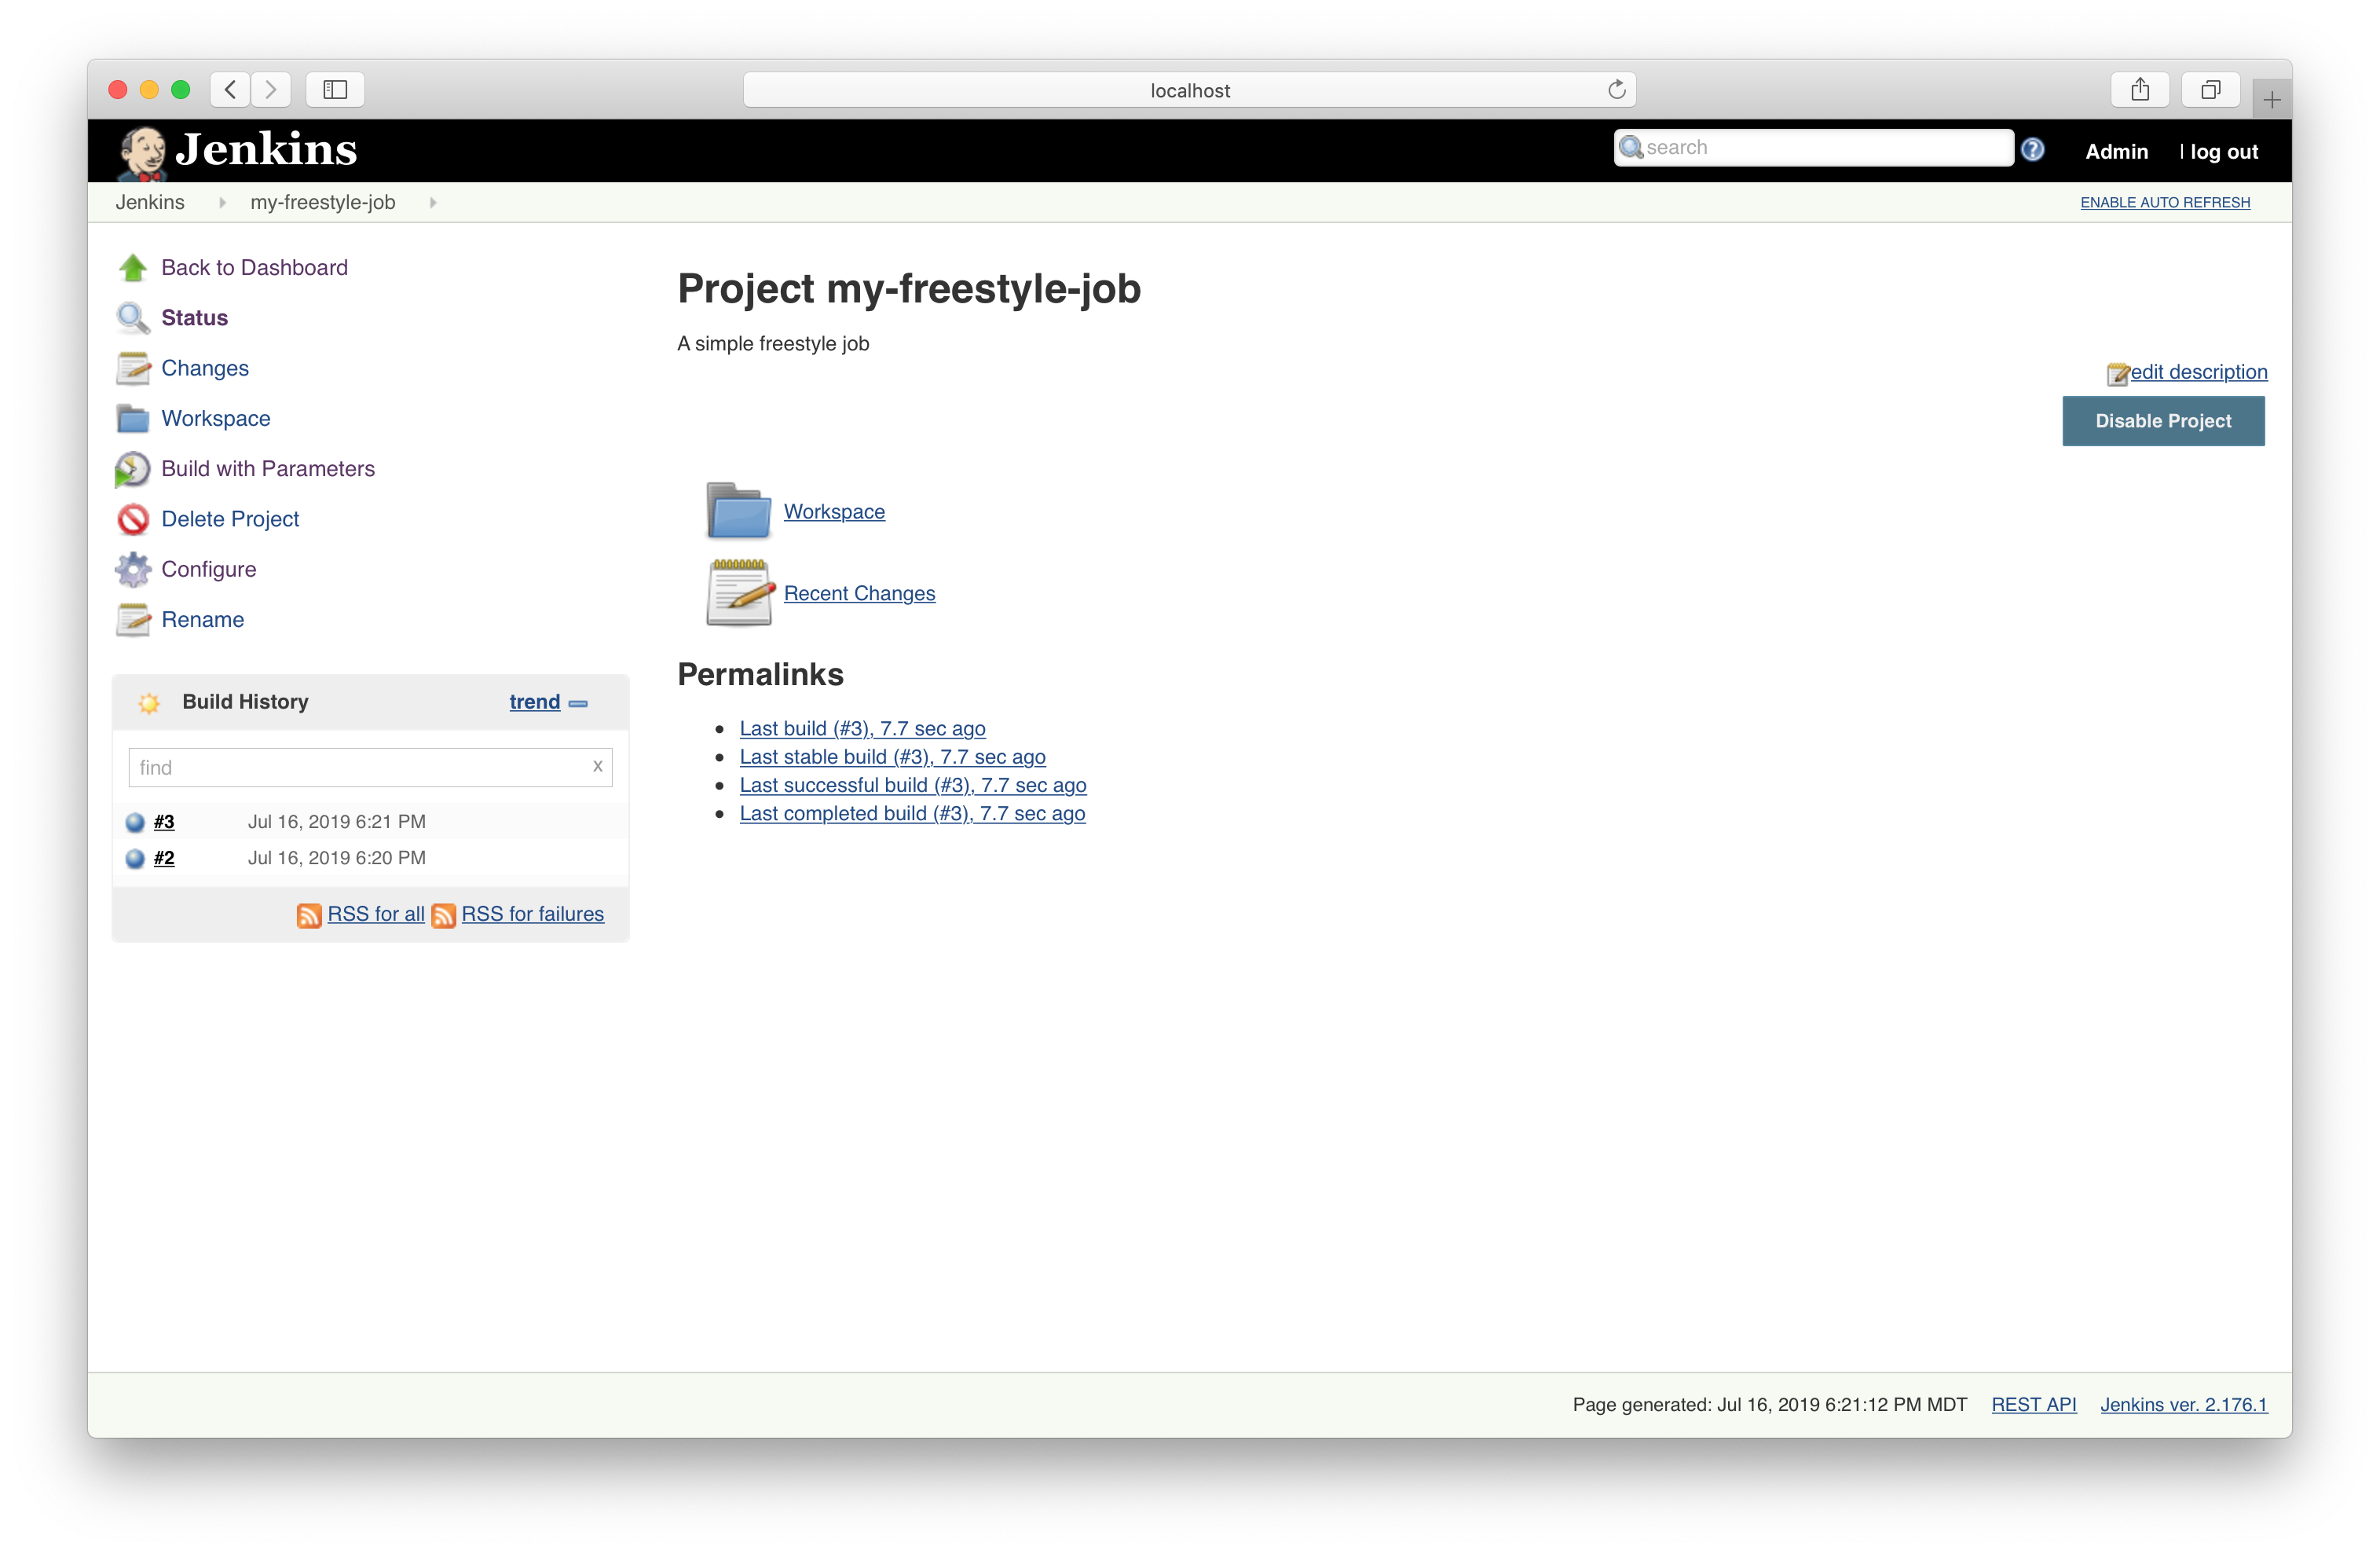 localhost
Jenkins
search
Admin
| log out
Jenkins
my-freestyle-job
ENABLE AUTO REFRESH
Back to Dashboard
Status
Changes
Workspace
Build with Parameters
Delete Project
Configure
Rename
Build History
trend
find
x
#3 Jul 16, 2019 6:21 PM
#2 Jul 16, 2019 6:20 PM
RSS for all RSS for failures
Project my-freestyle-job
A simple freestyle job
edit description
Disable Project
Workspace
Recent Changes
Permalinks
Last build (#3), 7.7 sec ago
Last stable build (#3), 7.7 sec ago
Last successful build (#3), 7.7 sec ago
Last completed build (#3), 7.7 sec ago
Page generated: Jul 16, 2019 6:21:12 PM MDT REST API Jenkins ver. 2.176.1